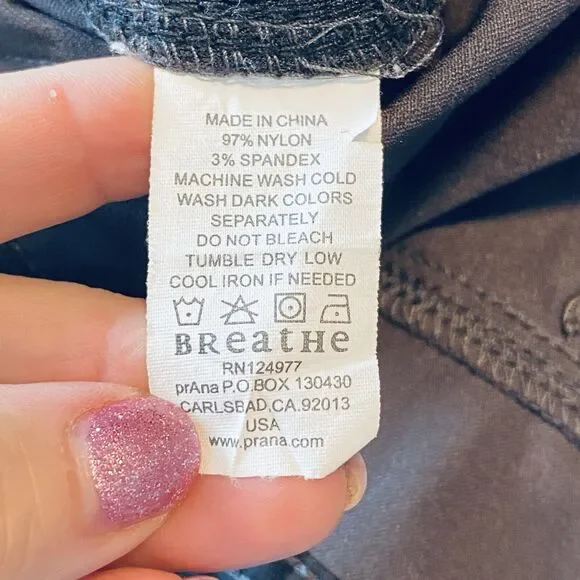 MADE IN CHINA
97% NYLON
3% SPANDEX
MACHINE WASH COLD
WASH DARK COLORS
SEPARATELY
DO NOT BLEACH
TUMBLE DRY LOW
COOL IRON IF NEEDED
BReatHe
RN124977
prAna P.O.BOX 130430
CARLSBAD,CA.92013
USA
www.prana.com